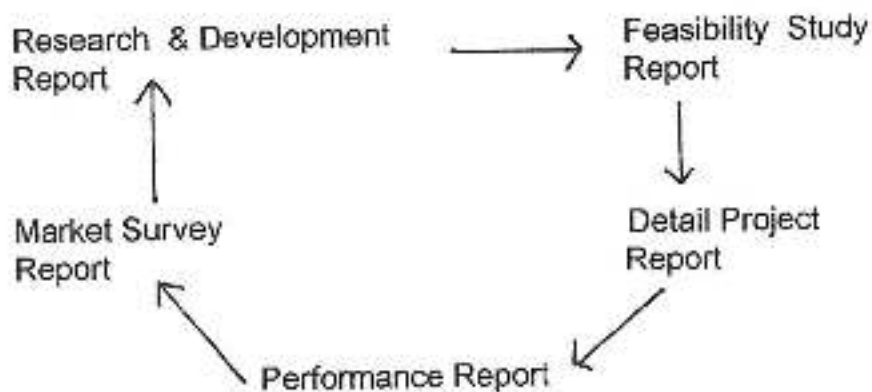 Research & Development
Report
Feasibility Study
Report
Detail Project
Report
Performance Report
Market Survey
Report